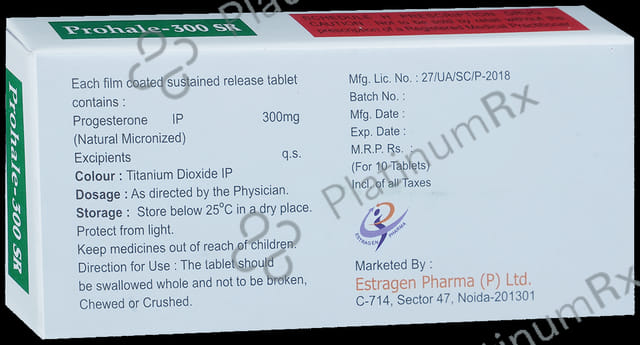 Prohale-300 SR
Prohale-300 SR
Each film coated sustained release tablet
contains :
Progesterone IP 300mg
(Natural Micronized)
Excipients q.s.
Colour : Titanium Dioxide IP
Dosage : As directed by the Physician.
Storage : Store below 25°C in a dry place.
Protect from light.
Keep medicines out of reach of children.
Direction for Use : The tablet should
be swallowed whole and not to be broken,
Chewed or Crushed.
Mfg. Lic. No. : 27/UA/SC/P-2018
Batch No. :
Mfg. Date :
Exp. Date :
M.R.P. Rs. :
(For 10 Tablets)
Incl. of all Taxes
ESTRAGEN PHARMA
Marketed By :
Estragen Pharma (P) Ltd.
C-714, Sector 47, Noida-201301
PlatinumRx
PlatinumRx
PlatinumRx